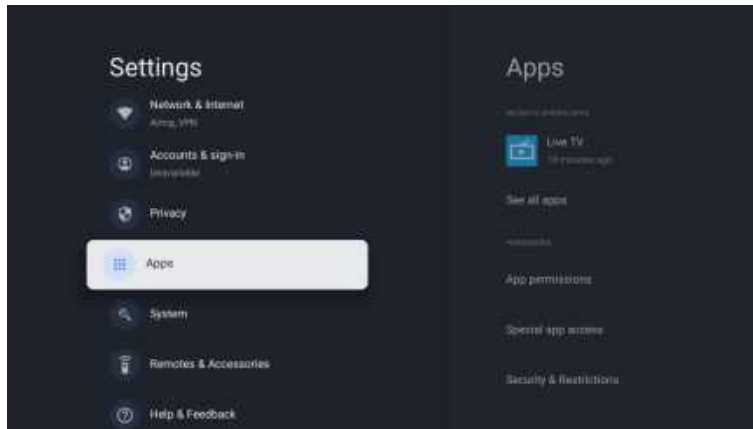 Settings
Network & Internet
Accounts & sign-in
Unavailable
Privacy
Apps
System
Remotes & Accessories
Help & Feedback
Apps
Live TV
See all apps
App permissions
Special app access
Security & Restrictions